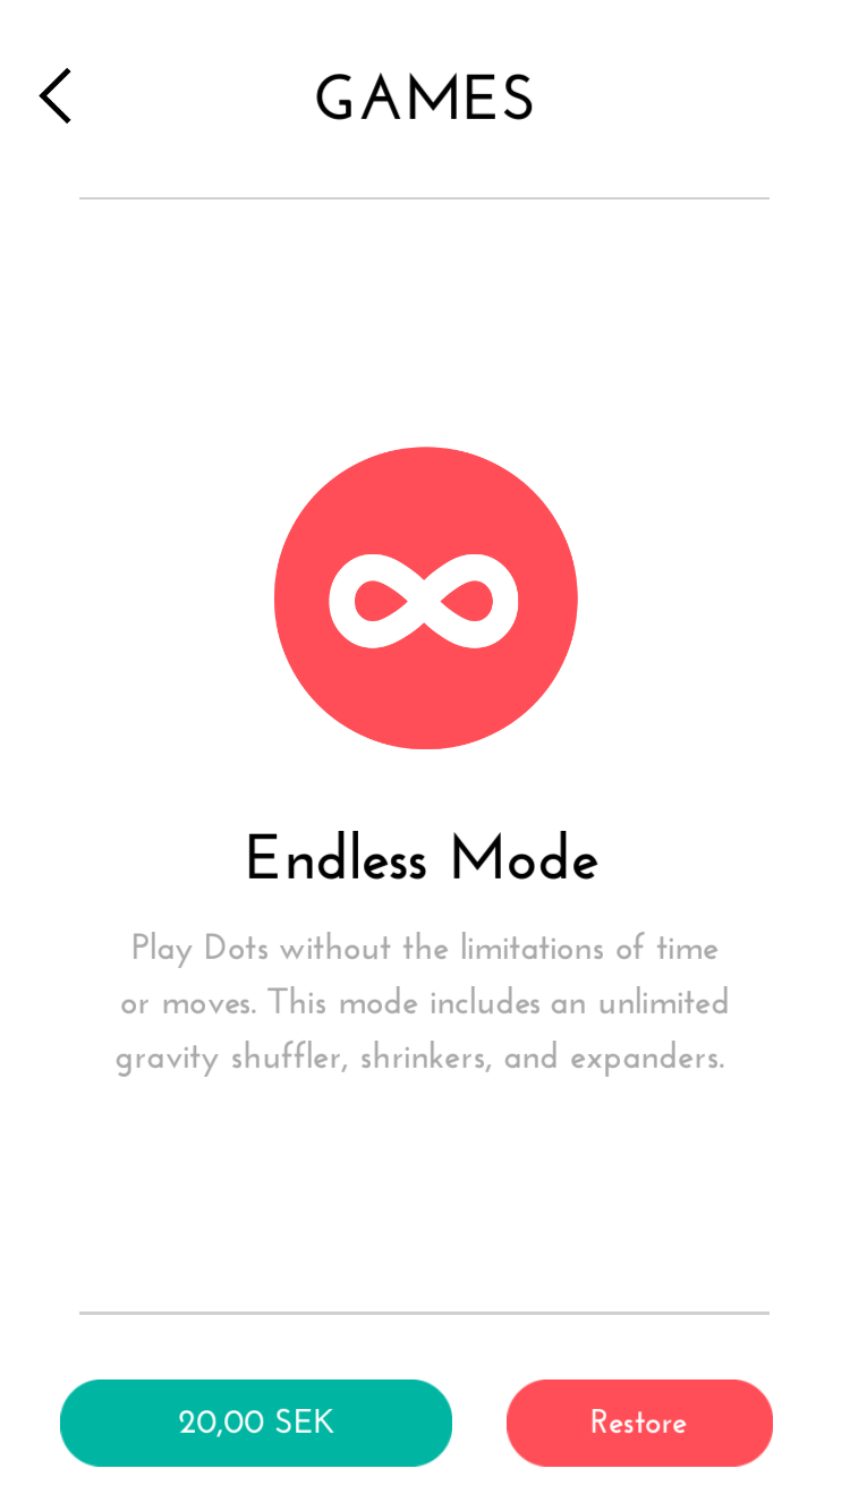 GAMES
Endless Mode
Play Dots without the limitations of time
or moves. This mode includes an unlimited
gravity shuffler, shrinkers, and expanders.
20,00 SEK
Restore